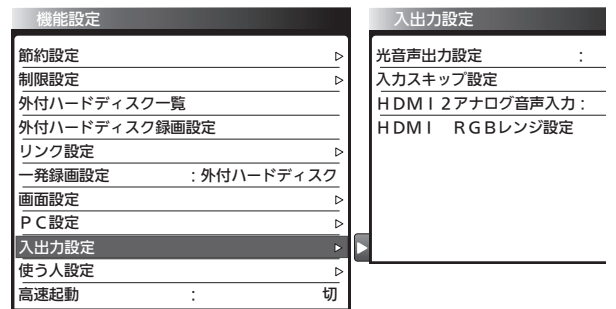 機能設定
節約設定
制限設定
外付ハードディスク一覧
外付ハードディスク録画設定
リンク設定
一発録画設定 : 外付ハードディスク
画面設定
PC設定
入出力設定
使う人設定
高速起動 : 切
入出力設定
光音声出力設定 :
入力スキップ設定
HDMI2アナログ音声入力 :
HDMI RGBレンジ設定